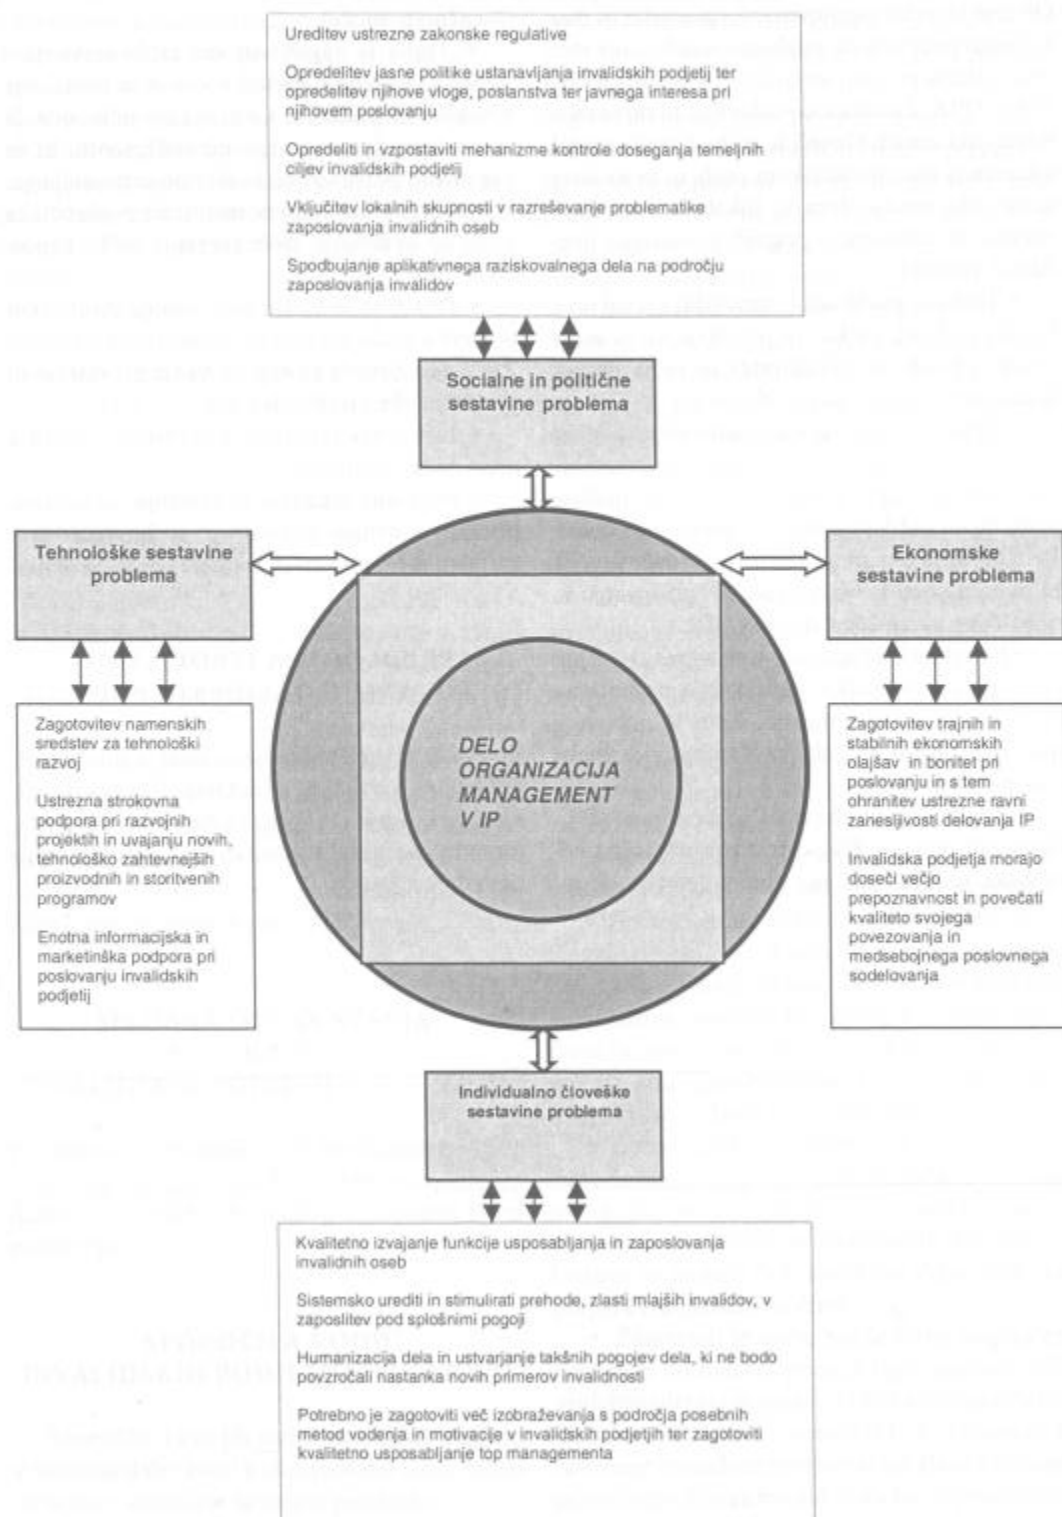 Ureditev ustrezne zakonske regulative
Opredelitev jasne politike ustanavljanja invalidskih podjetij ter
opredelitev njihove vloge, poslanstva ter javnega interesa pri
njihovem poslovanju
Opredeliti in vzpostaviti mehanizme kontrole doseganja temeljnih
ciljev invalidskih podjetij
Vključitev lokalnih skupnosti v razreševanje problematike
zaposlovanja invalidnih oseb
Spodbujanje aplikativnega raziskovalnega dela na področju
zaposlovanja invalidov
Socialne in politične
sestavine problema
Tehnološke sestavine
problema
Ekonomske
sestavine problema
Zagotovitev namenskih
sredstev za tehnološki
razvoj
Ustrezna strokovna
podpora pri razvojnih
projektih in uvajanju novih,
tehnološko zahtevnejših
proizvodnih in storitvenih
programov
Enotna informacijska in
marketinška podpora pri
poslovanju invalidskih
podjetij
DELO
ORGANIZACIJA
MANAGEMENT
V IP
Zagotovitev trajnih in
stabilnih ekonomskih
olajšav in bonitet pri
poslovanju in s tem
ohranitev ustrezne ravni
zanesljivosti delovanja IP
Invalidska podjetja morajo
doseči večjo
prepoznavnost in povečati
kvaliteto svojega
povezovanja in
medsebojnega poslovnega
sodelovanja
Individualno človeške
sestavine problema
Kvalitetno izvajanje funkcije usposabljanja in zaposlovanja
invalidnih oseb
Sistemsko urediti in stimulirati prehode, zlasti mlajših invalidov, v
zaposlitev pod splošnimi pogoji
Humanizacija dela in ustvarjanje takšnih pogojev dela, ki ne bodo
povzročali nastanka novih primerov invalidnosti
Potrebno je zagotoviti več izobraževanja s področja posebnih
metod vodenja in motivacije v invalidskih podjetjih ter zagotoviti
kvalitetno usposabljanje top managementa